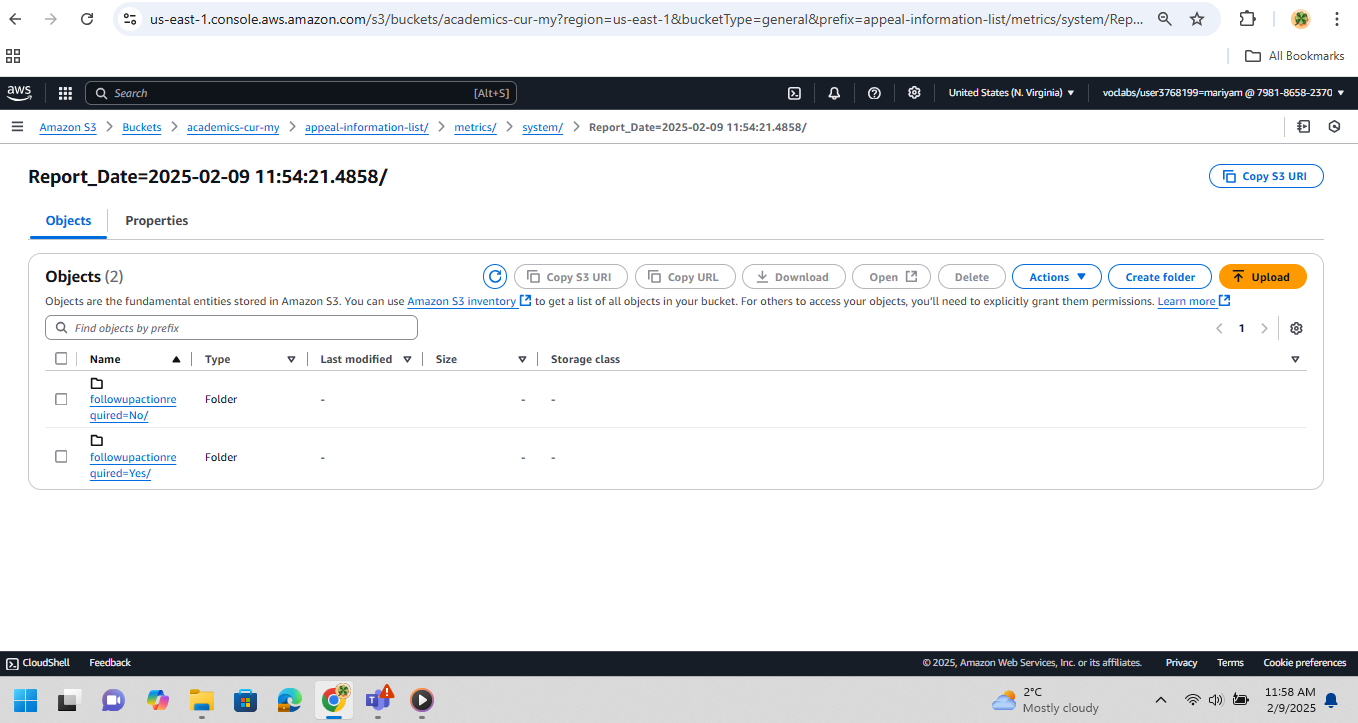 us-east-1.console.aws.amazon.com/s3/buckets/academics-cur-my?region=us-east-1&bucketType=general&prefix=appeal-information-list/metrics/system/Rep...
All Bookmarks
aws
Search
[Alt+S]
United States (N. Virginia)
voclabs/user3768199=mariyam @ 7981-8658-2370
Amazon S3 > Buckets > academics-cur-my > appeal-information-list/ > metrics/ > system/ > Report_Date=2025-02-09 11:54:21.4858/
Report_Date=2025-02-09 11:54:21.4858/
Copy S3 URI
Objects
Properties
Objects (2)
Copy S3 URI
Copy URL
Download
Open
Delete
Actions
Create folder
Upload
Objects are the fundamental entities stored in Amazon S3. You can use Amazon S3 inventory to get a list of all objects in your bucket. For others to access your objects, you'll need to explicitly grant them permissions. Learn more
Find objects by prefix
1
Name
Type
Last modified
Size
Storage class
followupactionre
quired=No/
Folder
-
-
-
followupactionre
quired=Yes/
Folder
-
-
-
CloudShell
Feedback
© 2025, Amazon Web Services, Inc. or its affiliates.
Privacy
Terms
Cookie preferences
2°C
Mostly cloudy
11:58 AM
2/9/2025